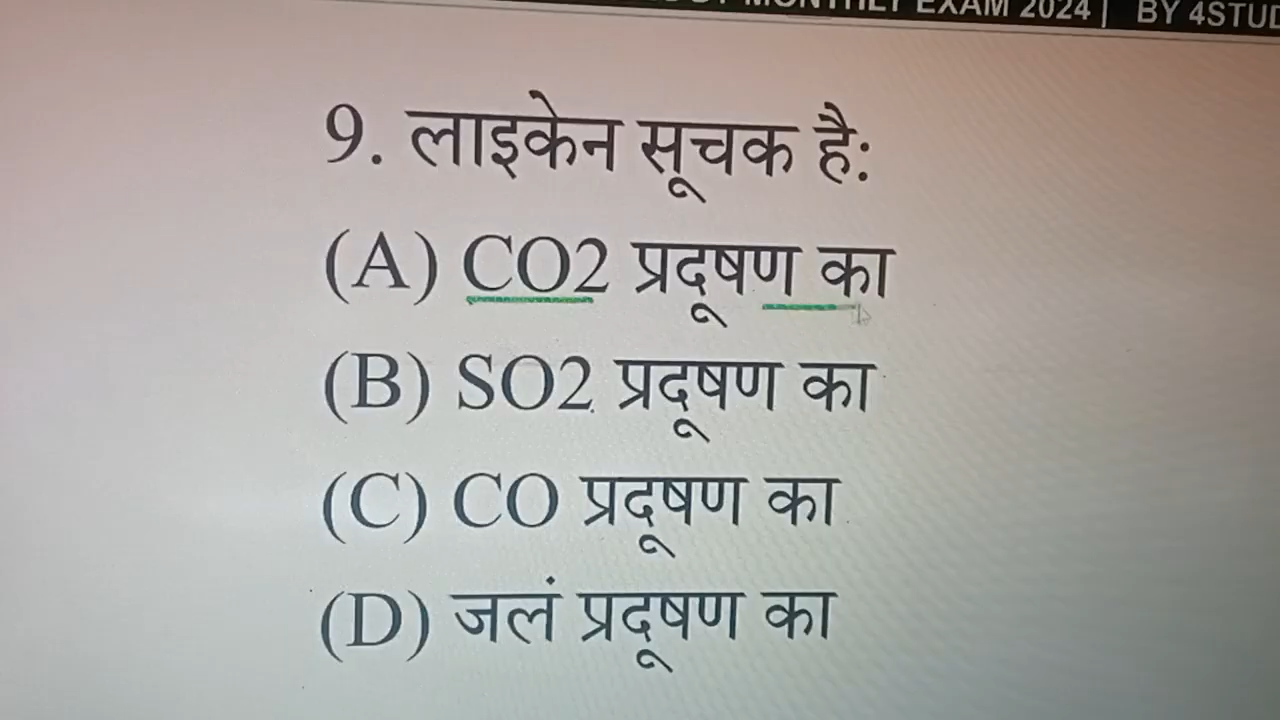 MONTHLY EXAM 2024 | BY 4STUD
9. लाइकेन सूचक है:
(A) CO2 प्रदूषण का
(B) SO2 प्रदूषण का
(C) CO प्रदूषण का
(D) जलं प्रदूषण का